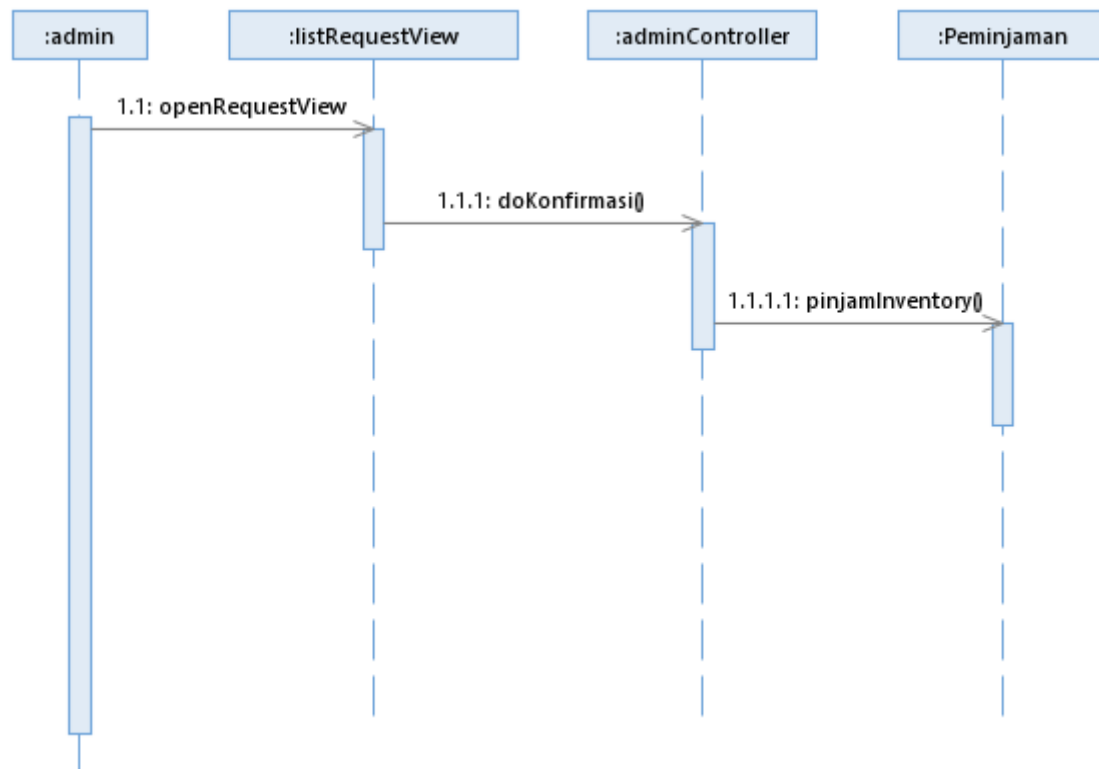 :admin
:listRequestView
:adminController
:Peminjaman
1.1: openRequestView
1.1.1: doKonfirmasi()
1.1.1.1: pinjamInventory()